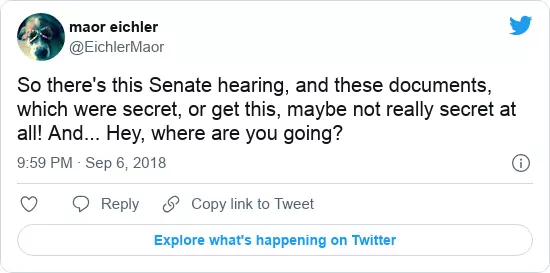 maor eichler
@EichlerMaor
So there's this Senate hearing, and these documents,
which were secret, or get this, maybe not really secret at
all! And... Hey, where are you going?
9:59 PM · Sep 6, 2018
Reply
Copy link to Tweet
Explore what's happening on Twitter